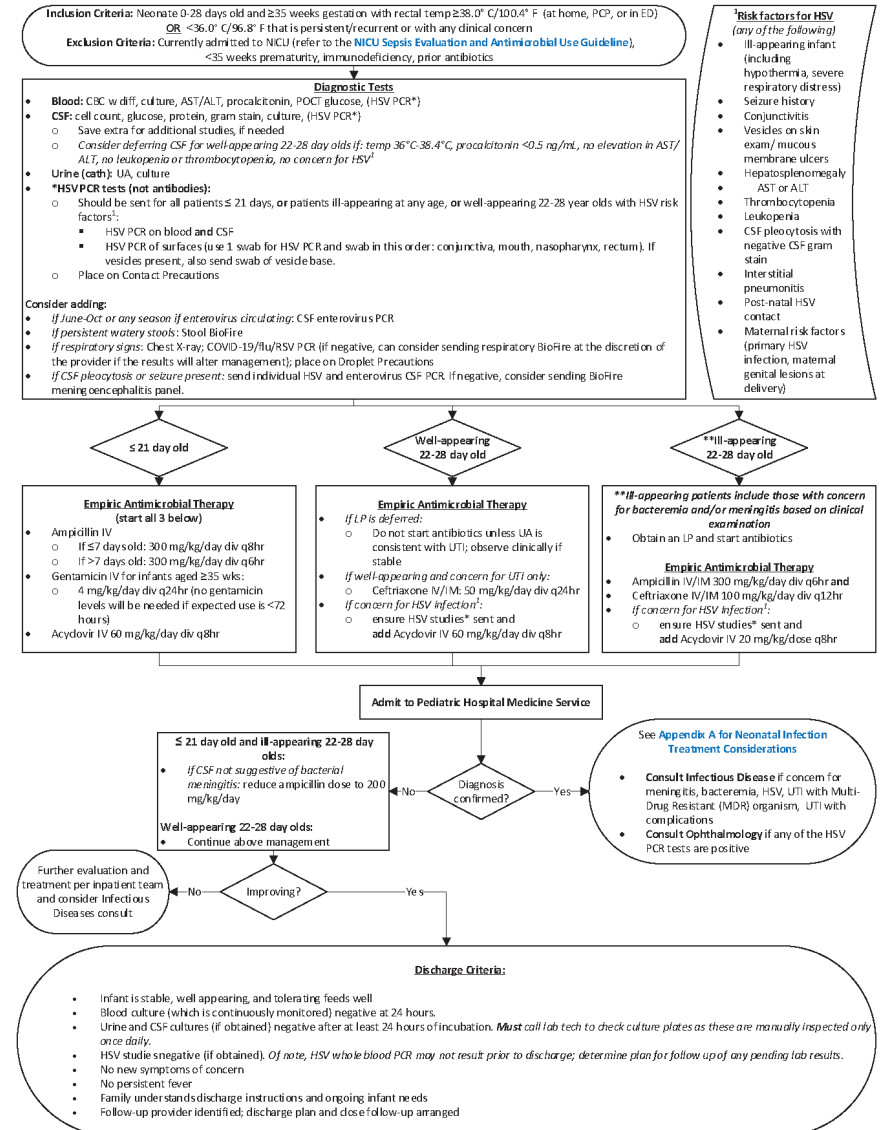 Inclusion Criteria: Neonate 0-28 days old and ≥35 weeks gestation with rectal temp ≥38.0° C/100.4° F (at home, PCP, or in ED)
OR <36.0° C/96.8° F that is persistent/recurrent or with any clinical concern
Exclusion Criteria: Currently admitted to NICU (refer to the NICU Sepsis Evaluation and Antimicrobial Use Guideline),
<35 weeks prematurity, immunodeficiency, prior antibiotics
¹Risk factors for HSV
(any of the following)
• Ill-appearing infant
(including
hypothermia, severe
respiratory distress)
• Seizure history
• Conjunctivitis
• Vesicles on skin
exam/ mucous
membrane ulcers
• Hepatosplenomegaly
• AST or ALT
• Thrombocytopenia
• Leukopenia
• CSF pleocytosis with
negative CSF gram
stain
• Interstitial
pneumonitis
• Post-natal HSV
contact
• Maternal risk factors
(primary HSV
infection, maternal
genital lesions at
delivery)
Diagnostic Tests
• Blood: CBC w diff, culture, AST/ALT, procalcitonin, POCT glucose, (HSV PCR*)
• CSF: cell count, glucose, protein, gram stain, culture, (HSV PCR*)
o Save extra for additional studies, if needed
o Consider deferring CSF for well-appearing 22-28 day olds if: temp 36°C-38.4°C, procalcitonin <0.5 ng/mL, no elevation in AST/
ALT, no leukopenia or thrombocytopenia, no concern for HSV¹
• Urine (cath): UA, culture
• *HSV PCR tests (not antibodies):
o Should be sent for all patients ≤ 21 days, or patients ill-appearing at any age, or well-appearing 22-28 year olds with HSV risk
factors¹:
▪ HSV PCR on blood and CSF
▪ HSV PCR of surfaces (use 1 swab for HSV PCR and swab in this order: conjunctiva, mouth, nasopharynx, rectum). If
vesicles present, also send swab of vesicle base.
o Place on Contact Precautions
Consider adding:
• If June-Oct or any season if enterovirus circulating: CSF enterovirus PCR
• If persistent watery stools: Stool BioFire
• If respiratory signs: Chest X-ray; COVID-19/flu/RSV PCR (if negative, can consider sending respiratory BioFire at the discretion of
the provider if the results will alter management); place on Droplet Precautions
• If CSF pleocytosis or seizure present: send individual HSV and enterovirus CSF PCR. If negative, consider sending BioFire
meningoencephalitis panel.
≤ 21 day old
Well-appearing
22-28 day old
**Ill-appearing
22-28 day old
Empiric Antimicrobial Therapy
(start all 3 below)
• Ampicillin IV
o If ≤7 days old: 300 mg/kg/day div q8hr
o If >7 days old: 300 mg/kg/day div q6hr
• Gentamicin IV for infants aged ≥35 wks:
o 4 mg/kg/day div q24hr (no gentamicin
levels will be needed if expected use is <72
hours)
• Acyclovir IV 60 mg/kg/day div q8hr
Empiric Antimicrobial Therapy
• If LP is deferred:
o Do not start antibiotics unless UA is
consistent with UTI; observe clinically if
stable
• If well-appearing and concern for UTI only:
o Ceftriaxone IV/IM: 50 mg/kg/day div q24hr
• If concern for HSV infection¹:
o ensure HSV studies* sent and
add Acyclovir IV 60 mg/kg/day div q8hr
**Ill-appearing patients include those with concern
for bacteremia and/or meningitis based on clinical
examination
• Obtain an LP and start antibiotics
Empiric Antimicrobial Therapy
• Ampicillin IV/IM 300 mg/kg/day div q6hr and
• Ceftriaxone IV/IM 100 mg/kg/day div q12hr
• If concern for HSV infection¹:
o ensure HSV studies* sent and
add Acyclovir IV 20 mg/kg/dose q8hr
Admit to Pediatric Hospital Medicine Service
≤ 21 day old and ill-appearing 22-28 day
olds:
• If CSF not suggestive of bacterial
meningitis: reduce ampicillin dose to 200
mg/kg/day
Well-appearing 22-28 day olds:
• Continue above management
No
Diagnosis
confirmed?
Yes
See Appendix A for Neonatal Infection
Treatment Considerations
• Consult Infectious Disease if concern for
meningitis, bacteremia, HSV, UTI with Multi-
Drug Resistant (MDR) organism, UTI with
complications
• Consult Ophthalmology if any of the HSV
PCR tests are positive
Further evaluation and
treatment per inpatient team
and consider Infectious
Diseases consult
No
Improving?
Yes
Discharge Criteria:
• Infant is stable, well appearing, and tolerating feeds well
• Blood culture (which is continuously monitored) negative at 24 hours.
• Urine and CSF cultures (if obtained) negative after at least 24 hours of incubation. Must call lab tech to check culture plates as these are manually inspected only
once daily.
• HSV studies negative (if obtained). Of note, HSV whole blood PCR may not result prior to discharge; determine plan for follow up of any pending lab results.
• No new symptoms of concern
• No persistent fever
• Family understands discharge instructions and ongoing infant needs
• Follow-up provider identified; discharge plan and close follow-up arranged